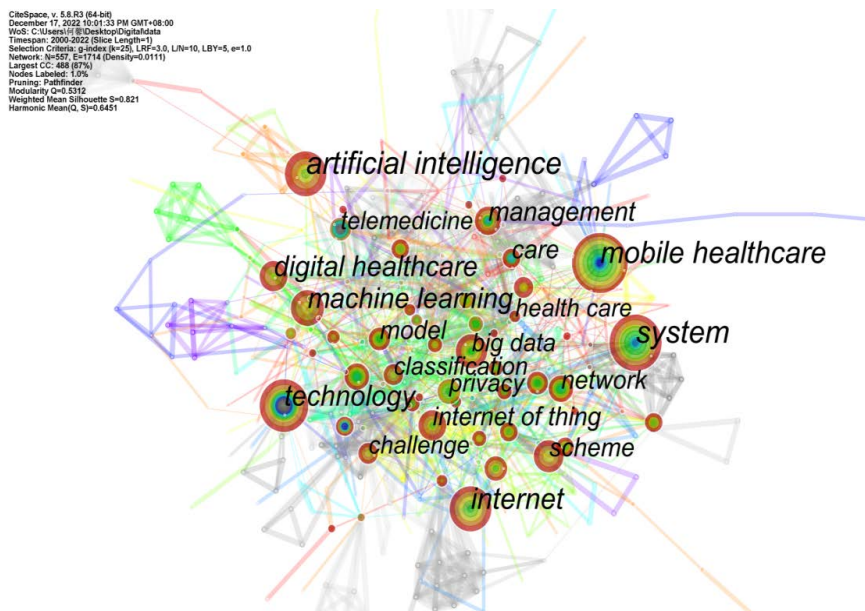 CiteSpace, v. 5.8.R3 (64-bit)
December 17, 2022 10:01:33 PM GMT+08:00
WoS: C:\Users\何馨\Desktop\Digital\data
Timespan: 2000-2022 (Slice Length=1)
Selection Criteria: g-index (k=25), LRF=3.0, L/N=10, LBY=5, e=1.0
Network: N=557, E=1714 (Density=0.0111)
Largest CC: 488 (87%)
Nodes Labeled: 1.0%
Pruning: Pathfinder
Modularity Q=0.5312
Weighted Mean Silhouette S=0.821
Harmonic Mean(Q, S)=0.6451
artificial intelligence
telemedicine
management
care
mobile healthcare
digital healthcare
machine learning
health care
model
big data
system
classification
privacy
network
technology
internet of thing
challenge
scheme
internet